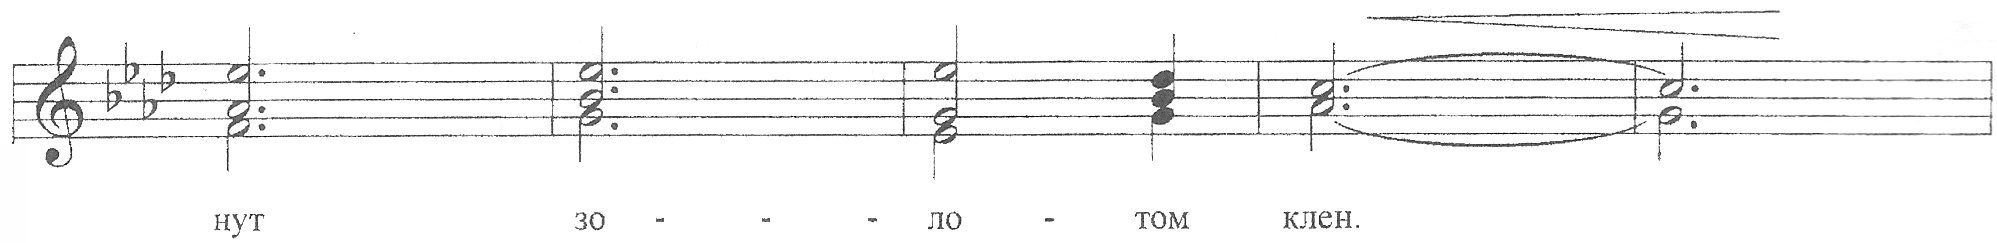 нут зо - - - ло - том клен.